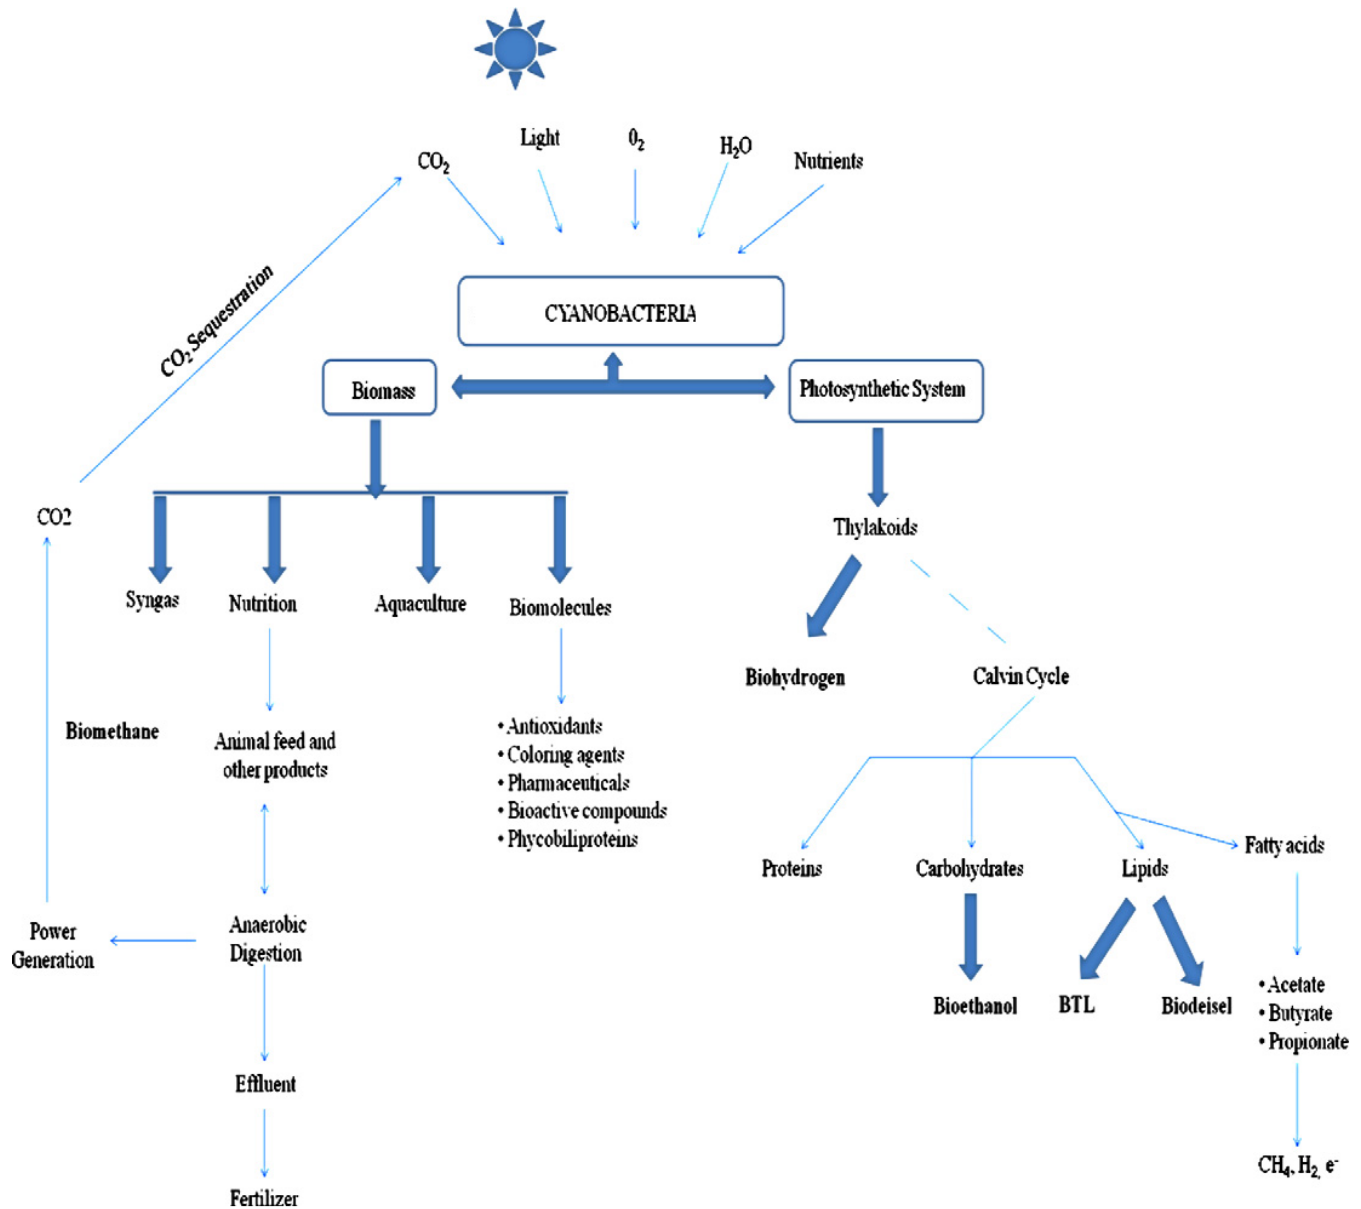 Light
0₂
H₂O
CO₂
Nutrients
CO₂ Sequestration
CYANOBACTERIA
Biomass
Photosynthetic System
CO2
Thylakoids
Syngas
Nutrition
Aquaculture
Biomolecules
Biohydrogen
Calvin Cycle
Biomethane
Animal feed and
other products
• Antioxidants
• Coloring agents
• Pharmaceuticals
• Bioactive compounds
• Phycobiliproteins
Proteins
Carbohydrates
Lipids
Fatty acids
Power
Generation
Anaerobic
Digestion
Bioethanol
BTL
Biodeisel
• Acetate
• Butyrate
• Propionate
Effluent
Fertilizer
CH₄, H₂, e⁻